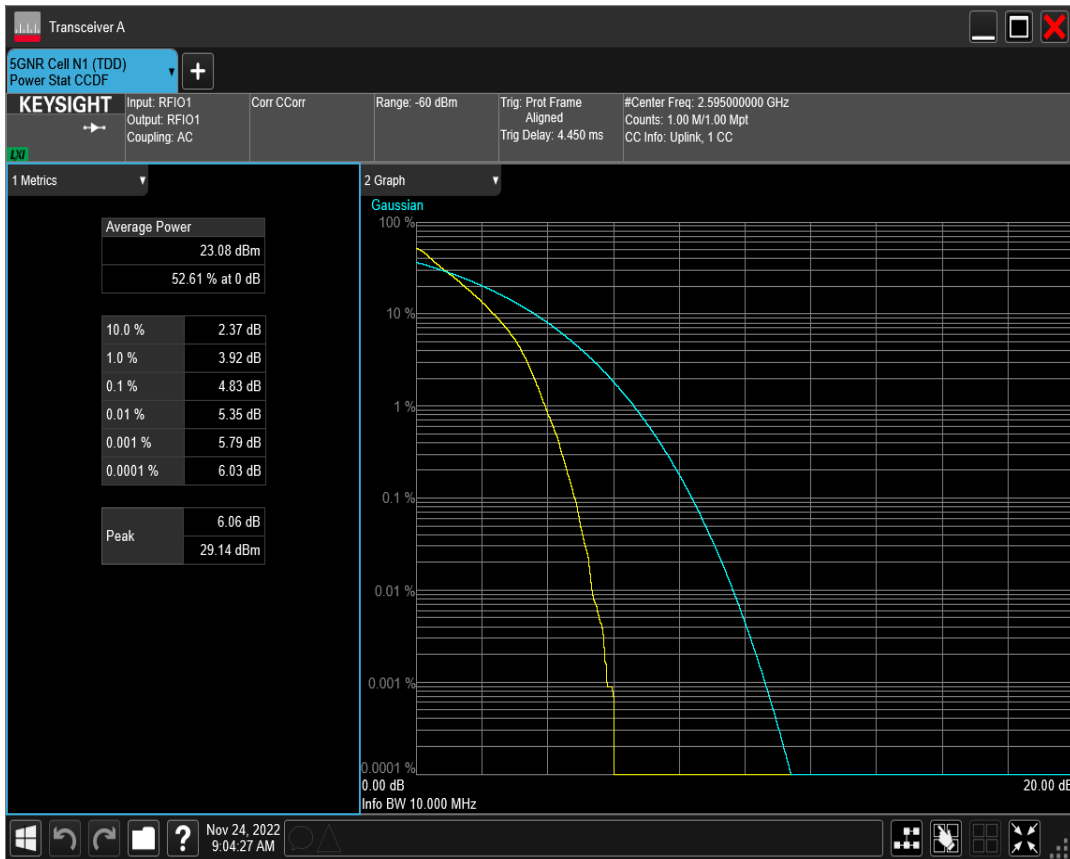 Transceiver A
5GNR Cell N1 (TDD)
Power Stat CCDF
+
KEYSIGHT
LXI
Input: RFIO1
Output: RFIO1
Coupling: AC
Corr CCorr
Range: -60 dBm
Trig: Prot Frame
Aligned
Trig Delay: 4.450 ms
#Center Freq: 2.595000000 GHz
Counts: 1.00 M/1.00 Mpt
CC Info: Uplink, 1 CC
1 Metrics
Average Power
23.08 dBm
52.61 % at 0 dB
10.0 % 2.37 dB
1.0 % 3.92 dB
0.1 % 4.83 dB
0.01 % 5.35 dB
0.001 % 5.79 dB
0.0001 % 6.03 dB
Peak
6.06 dB
29.14 dBm
2 Graph
Gaussian
100 %
10 %
1 %
0.1 %
0.01 %
0.001 %
0.0001 %
0.00 dB
20.00 dB
Info BW 10.000 MHz
?
Nov 24, 2022
9:04:27 AM